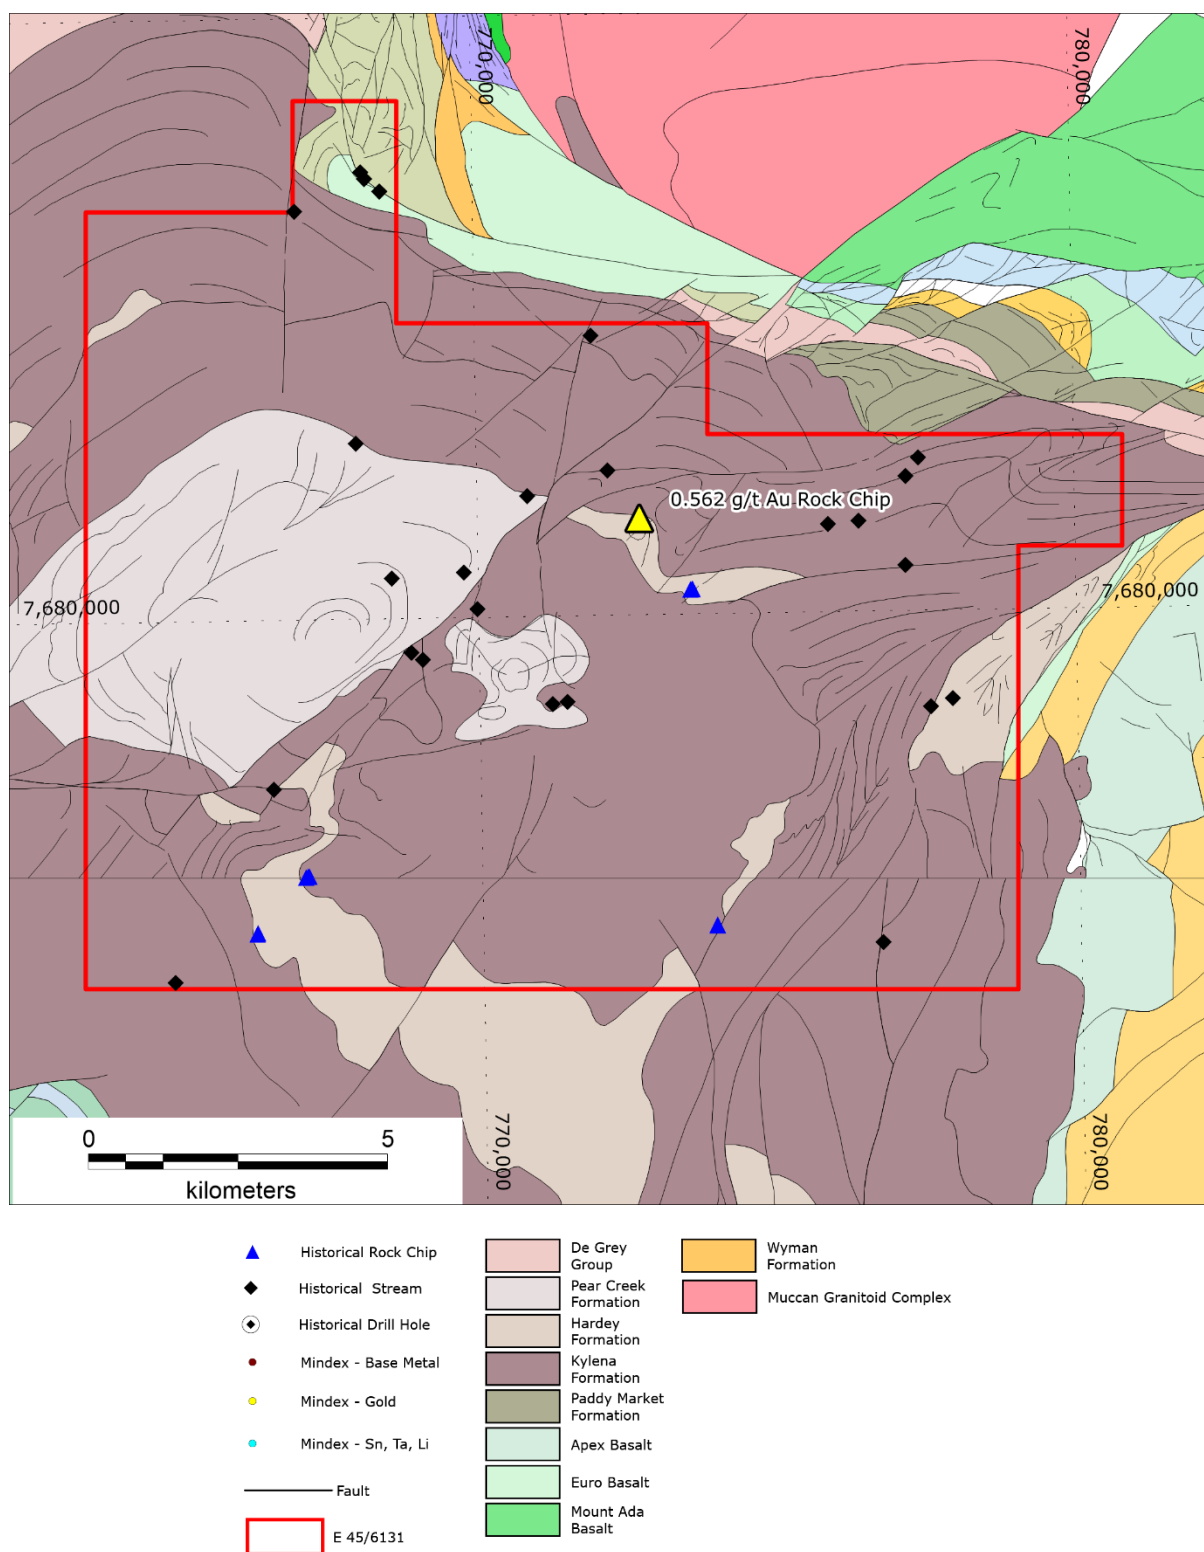 770,000
780,000
0.562 g/t Au Rock Chip
7,680,000
7,680,000
770,000
780,000
0
5
kilometers
Historical Rock Chip
Historical Stream
Historical Drill Hole
Mindex - Base Metal
Mindex - Gold
Mindex - Sn, Ta, Li
Fault
E 45/6131
De Grey
Group
Pear Creek
Formation
Hardey
Formation
Kylena
Formation
Paddy Market
Formation
Apex Basalt
Euro Basalt
Mount Ada
Basalt
Wyman
Formation
Muccan Granitoid Complex